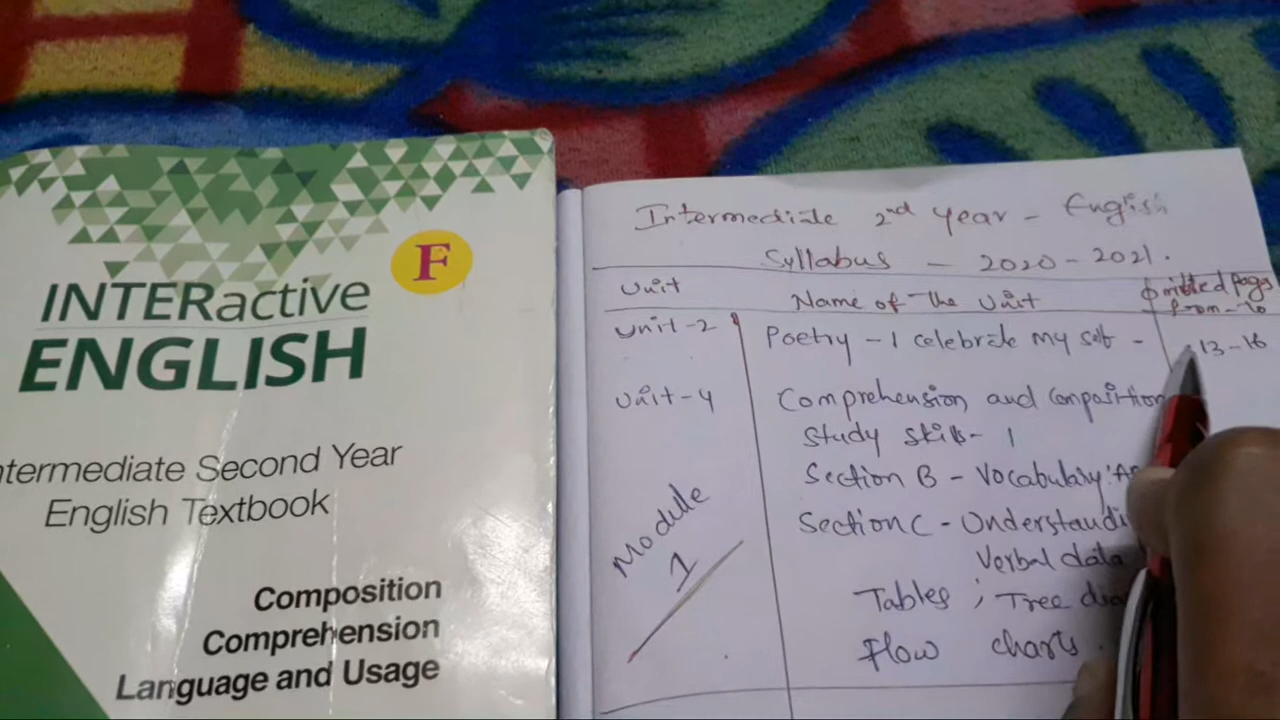 F
INTERactive
ENGLISH
ntermediate Second Year
English Textbook
Composition
Comprehension
Language and Usage
Intermediate 2nd Year - English
Syllabus - 2020-2021.
Unit Name of The Unit Omitted pages
from - to
Unit-2 Poetry - I celebrate my self - 13-16
Unit-4 Comprehension and Composition
Study skills - 1
Section B - Vocabulary:
Section C - Understandi
Verbal data
Tables ; Tree
Flow charts.
Module
1